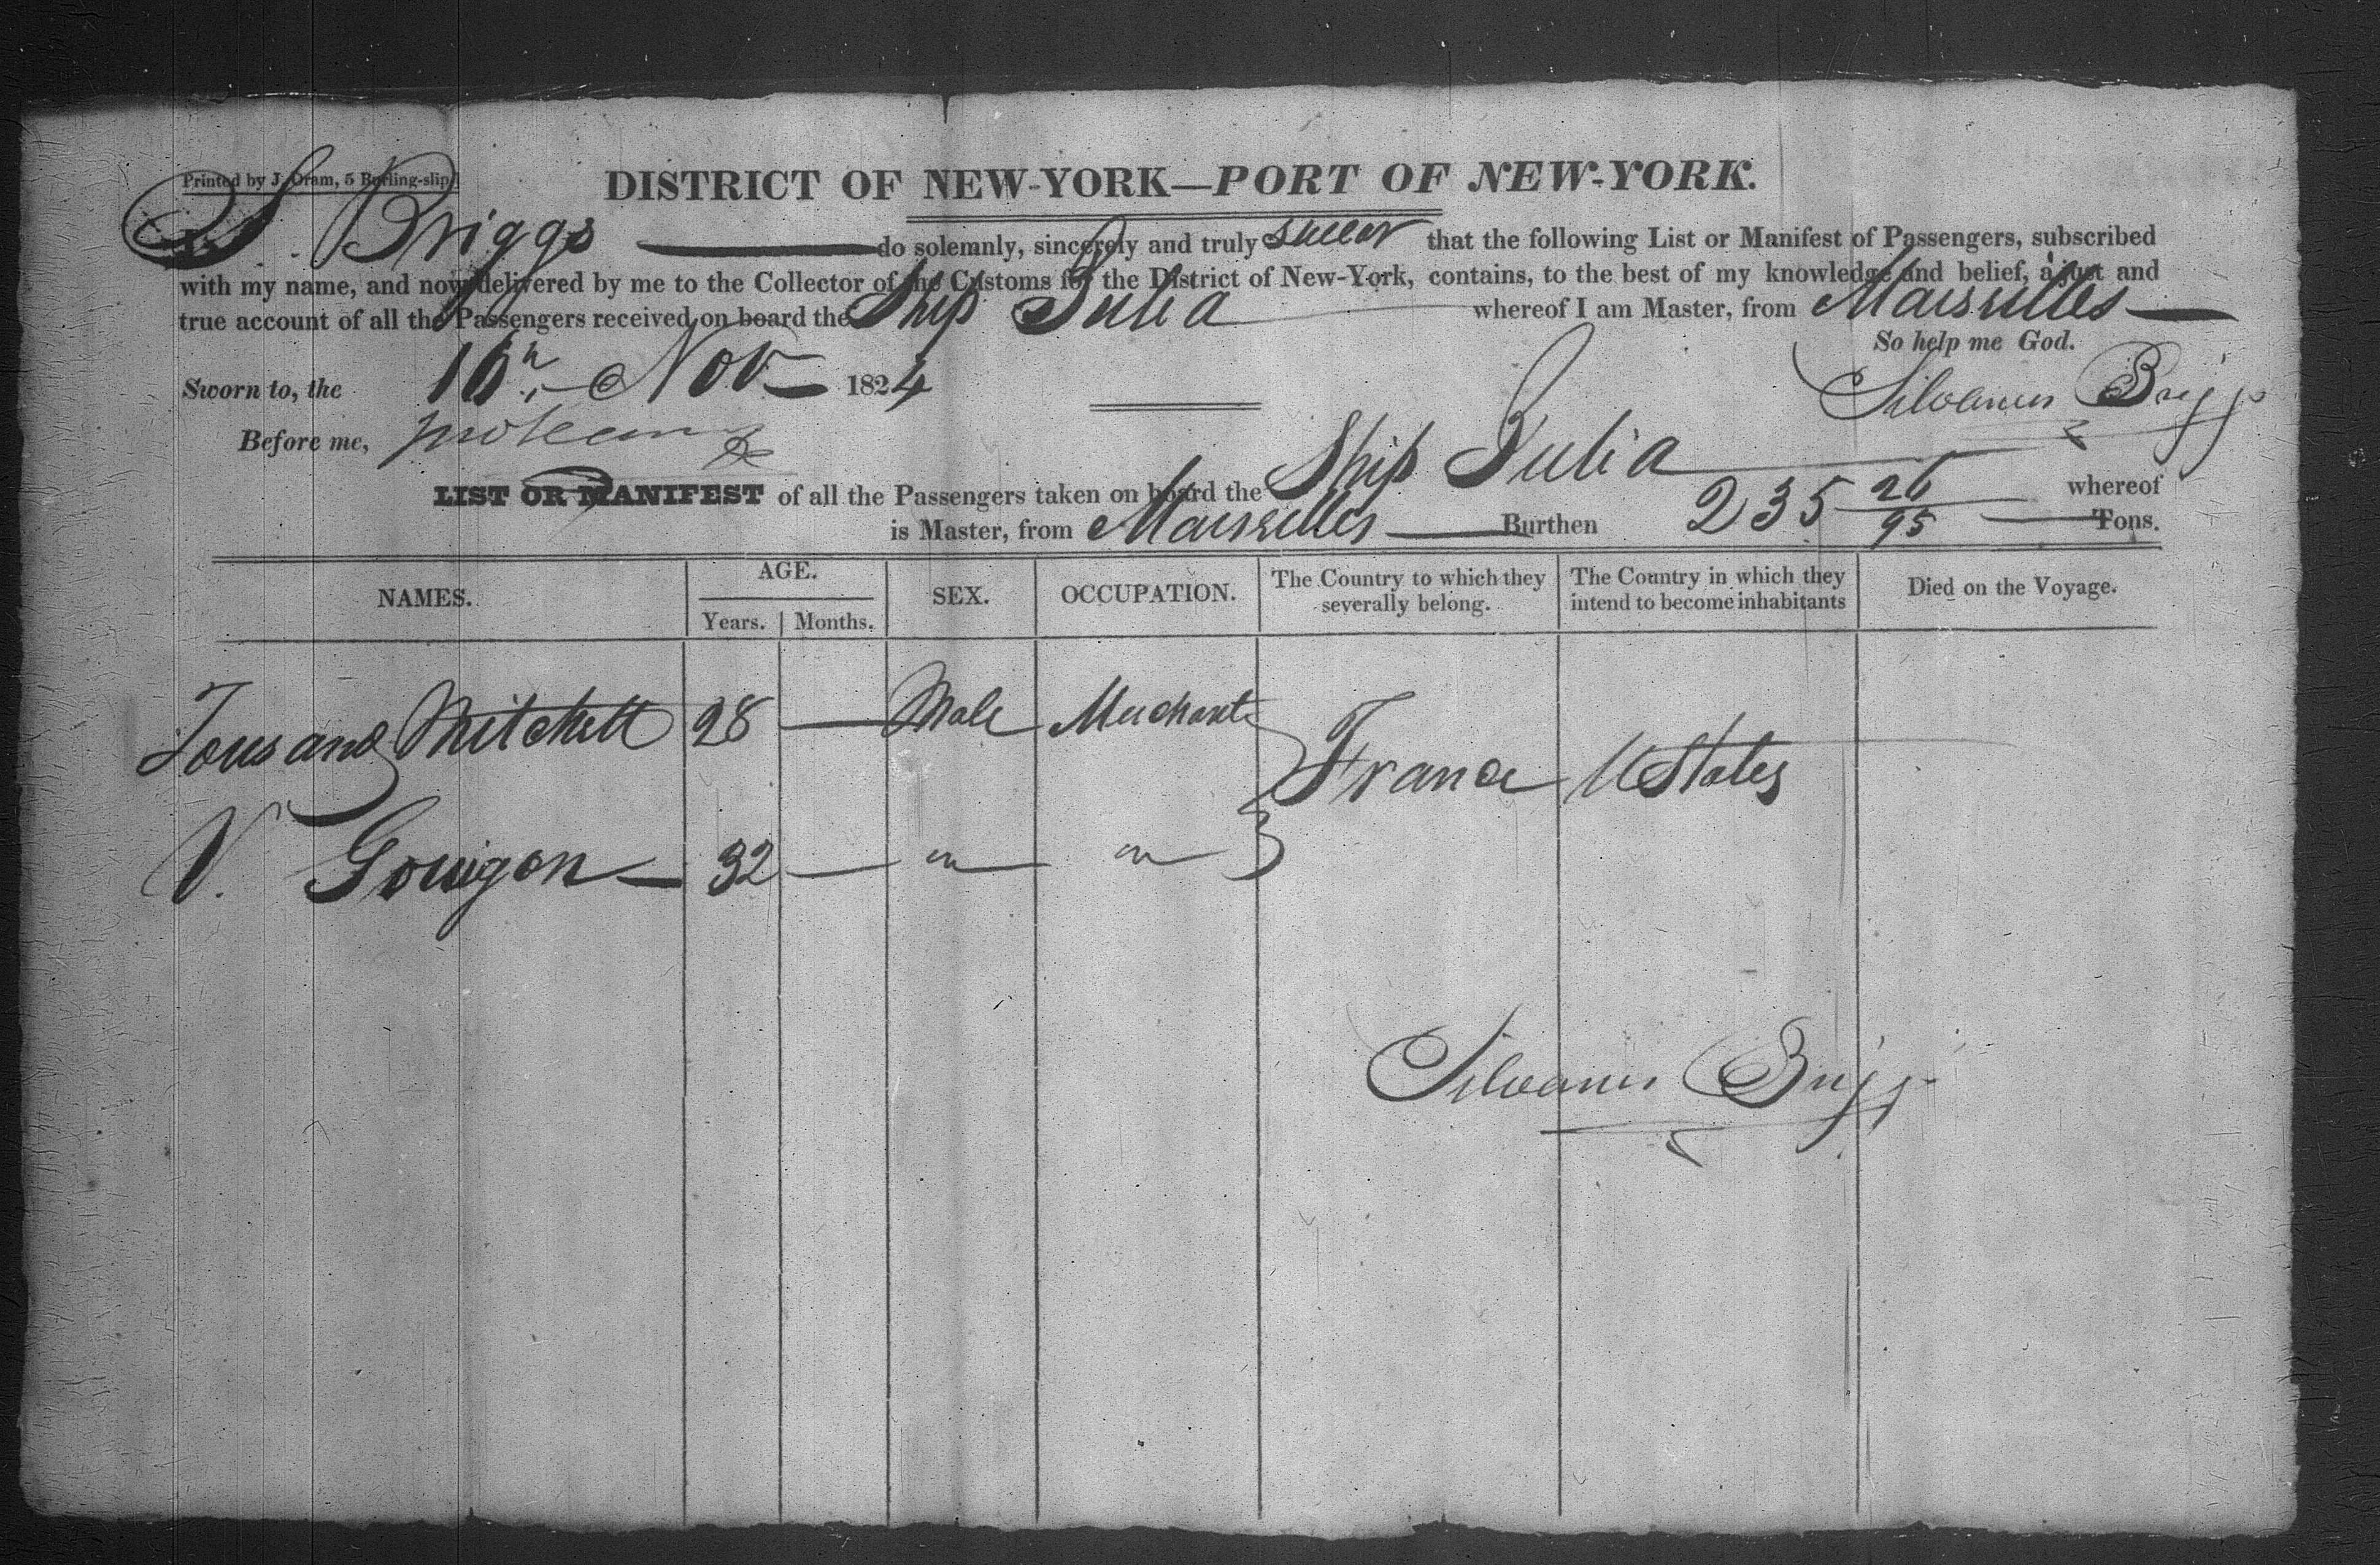 Printed by J. Oram, 5 Burling-slip.
DISTRICT OF NEW-YORK—PORT OF NEW-YORK.
I, S. Briggs do solemnly, sincerely and truly swear that the following List or Manifest of Passengers, subscribed
with my name, and now delivered by me to the Collector of the Customs for the District of New-York, contains, to the best of my knowledge and belief, a just and
true account of all the Passengers received on board the Ship Julia whereof I am Master, from Marseilles
So help me God.
Sworn to, the 16th Nov 1824
Silvanus Briggs
Before me,
LIST OR MANIFEST of all the Passengers taken on board the Ship Julia whereof
is Master, from Marseilles Burthen 235 26/95 Tons.
NAMES. AGE. SEX. OCCUPATION. The Country to which they severally belong. The Country in which they intend to become inhabitants Died on the Voyage.
Years. Months.
Tousand Mitchell 28 — Male Merchant
France U States
V. Gouigon — 32 — " "
Silvanus Briggs